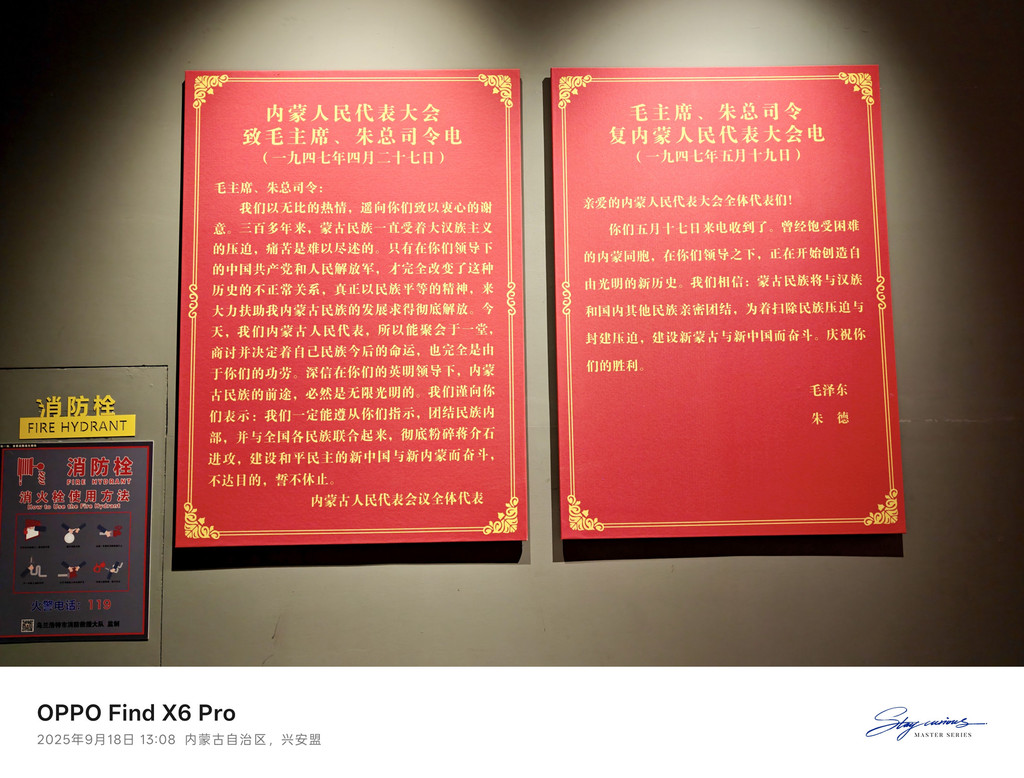 内蒙人民代表大会
致毛主席、朱总司令电
（一九四七年四月二十七日）
毛主席、朱总司令：
我们以无比的热情，遥向你们致以衷心的谢
意。三百多年来，蒙古民族一直受着大汉族主义
的压迫，痛苦是难以尽述的。只有在你们领导下
的中国共产党和人民解放军，才完全改变了这种
历史的不正常关系，真正以民族平等的精神，来
大力扶助我内蒙民族的发展求得彻底解放。今
天，我们内蒙古人民代表，所以能聚会于一堂，
商讨并决定着自己民族今后的命运，也完全是由
于你们的功劳。深信在你们的英明领导下，内蒙
古民族的前途，必然是无限光明的。我们谨向你
们表示：我们一定能遵从你们指示，团结民族内
部，并与全国各民族联合起来，彻底粉碎蒋介石
进攻，建设和平民主的新中国与新内蒙而奋斗，
不达目的，誓不休止。
内蒙古人民代表会议全体代表
毛主席、朱总司令
复内蒙人民代表大会电
（一九四七年五月十九日）
亲爱的内蒙人民代表大会全体代表们！
你们五月十七日来电收到了。曾经饱受困难
的内蒙同胞，在你们领导之下，正在开始创造自
由光明的新历史。我们相信：蒙古民族将与汉族
和国内其他民族亲密团结，为着扫除民族压迫与
封建压迫，建设新蒙古与新中国而奋斗。庆祝你
们的胜利。
毛泽东
朱 德
消防栓
FIRE HYDRANT
消防栓
FIRE HYDRANT
消火栓使用方法
How to Use the Fire Hydrant
火警电话：119
乌兰浩特市消防救援大队 监制
OPPO Find X6 Pro
2025年9月18日 13:08 内蒙古自治区，兴安盟
Stay curious
MASTER SERIES